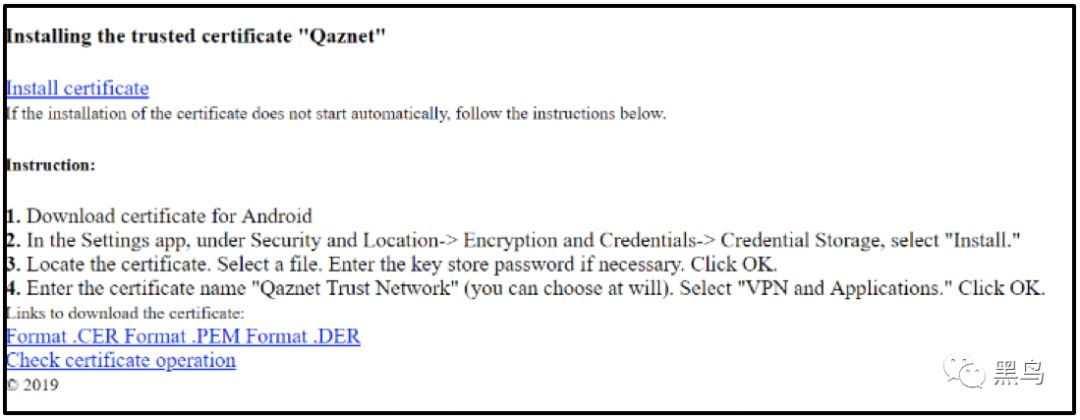 Installing the trusted certificate "Qaznet"
Install certificate
If the installation of the certificate does not start automatically, follow the instructions below.
Instruction:
1. Download certificate for Android
2. In the Settings app, under Security and Location-> Encryption and Credentials-> Credential Storage, select "Install."
3. Locate the certificate. Select a file. Enter the key store password if necessary. Click OK.
4. Enter the certificate name "Qaznet Trust Network" (you can choose at will). Select "VPN and Applications." Click OK.
Links to download the certificate:
Format .CER Format .PEM Format .DER
Check certificate operation
© 2019
黑鸟